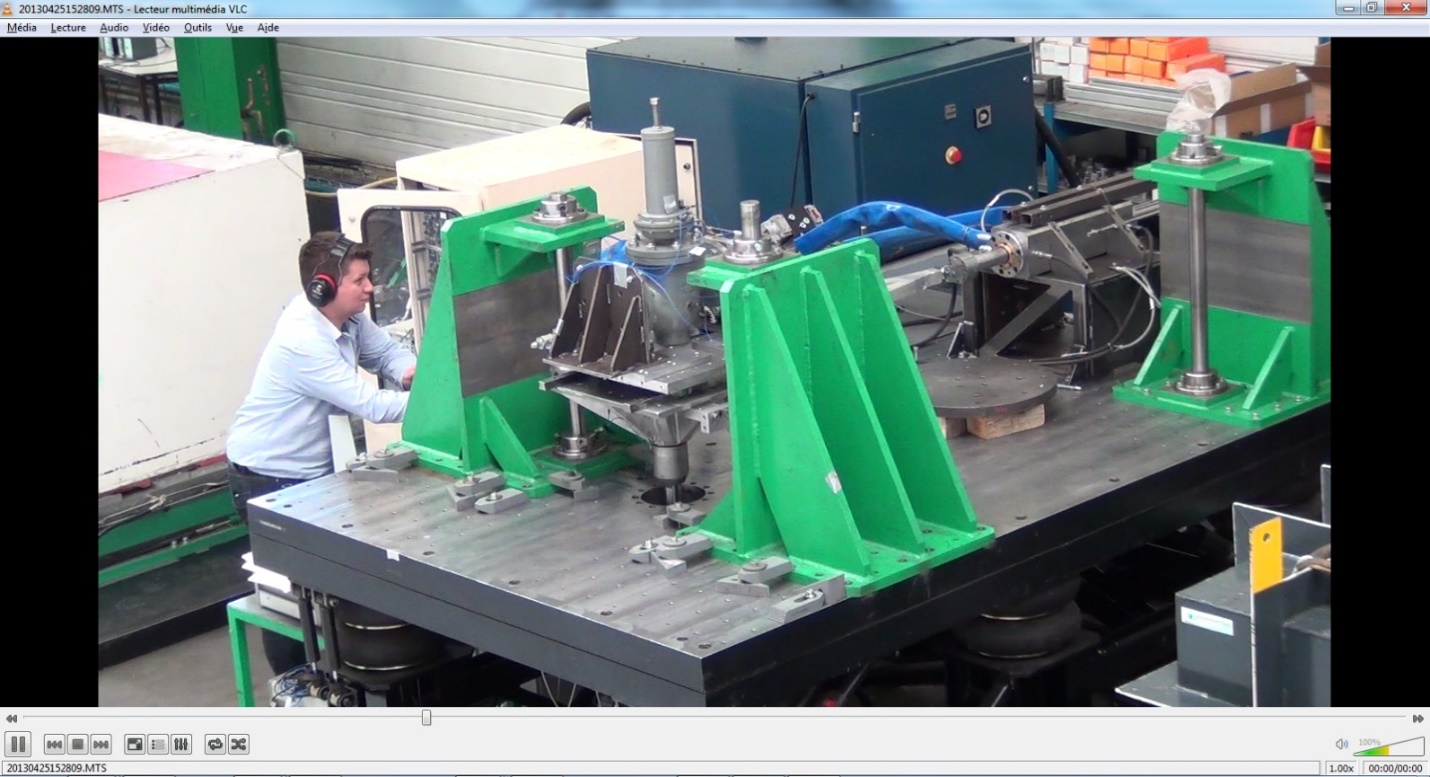 20130425152809.MTS - Lecteur multimédia VLC
Média Lecture Audio Vidéo Outils Vue Aide
100%
20130425152809.MTS 1.00x 00:00/00:00